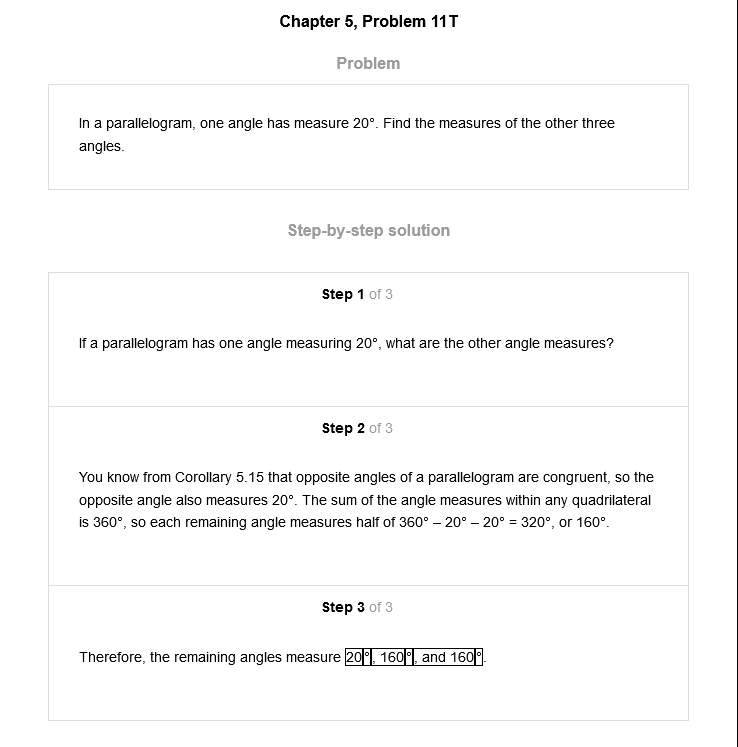 Chapter 5, Problem 11T
Problem
In a parallelogram, one angle has measure 20°. Find the measures of the other three
angles.
Step-by-step solution
Step 1 of 3
If a parallelogram has one angle measuring 20°, what are the other angle measures?
Step 2 of 3
You know from Corollary 5.15 that opposite angles of a parallelogram are congruent, so the
opposite angle also measures 20°. The sum of the angle measures within any quadrilateral
is 360°, so each remaining angle measures half of 360° – 20° – 20° = 320°, or 160°.
Step 3 of 3
Therefore, the remaining angles measure 20°, 160°, and 160°.